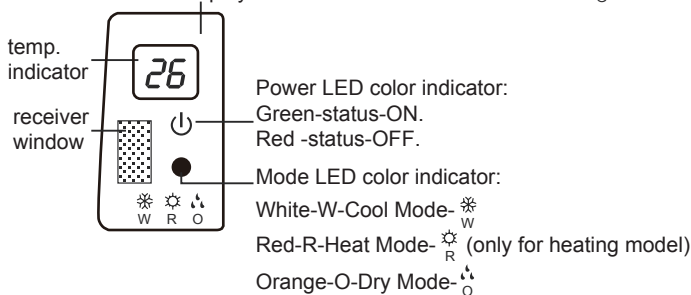 temp.
indicator
26
receiver
window
Power LED color indicator:
Green-status-ON.
Red -status-OFF.
Mode LED color indicator:
W R O
White-W-Cool Mode- W
Red-R-Heat Mode- R (only for heating model)
Orange-O-Dry Mode- O